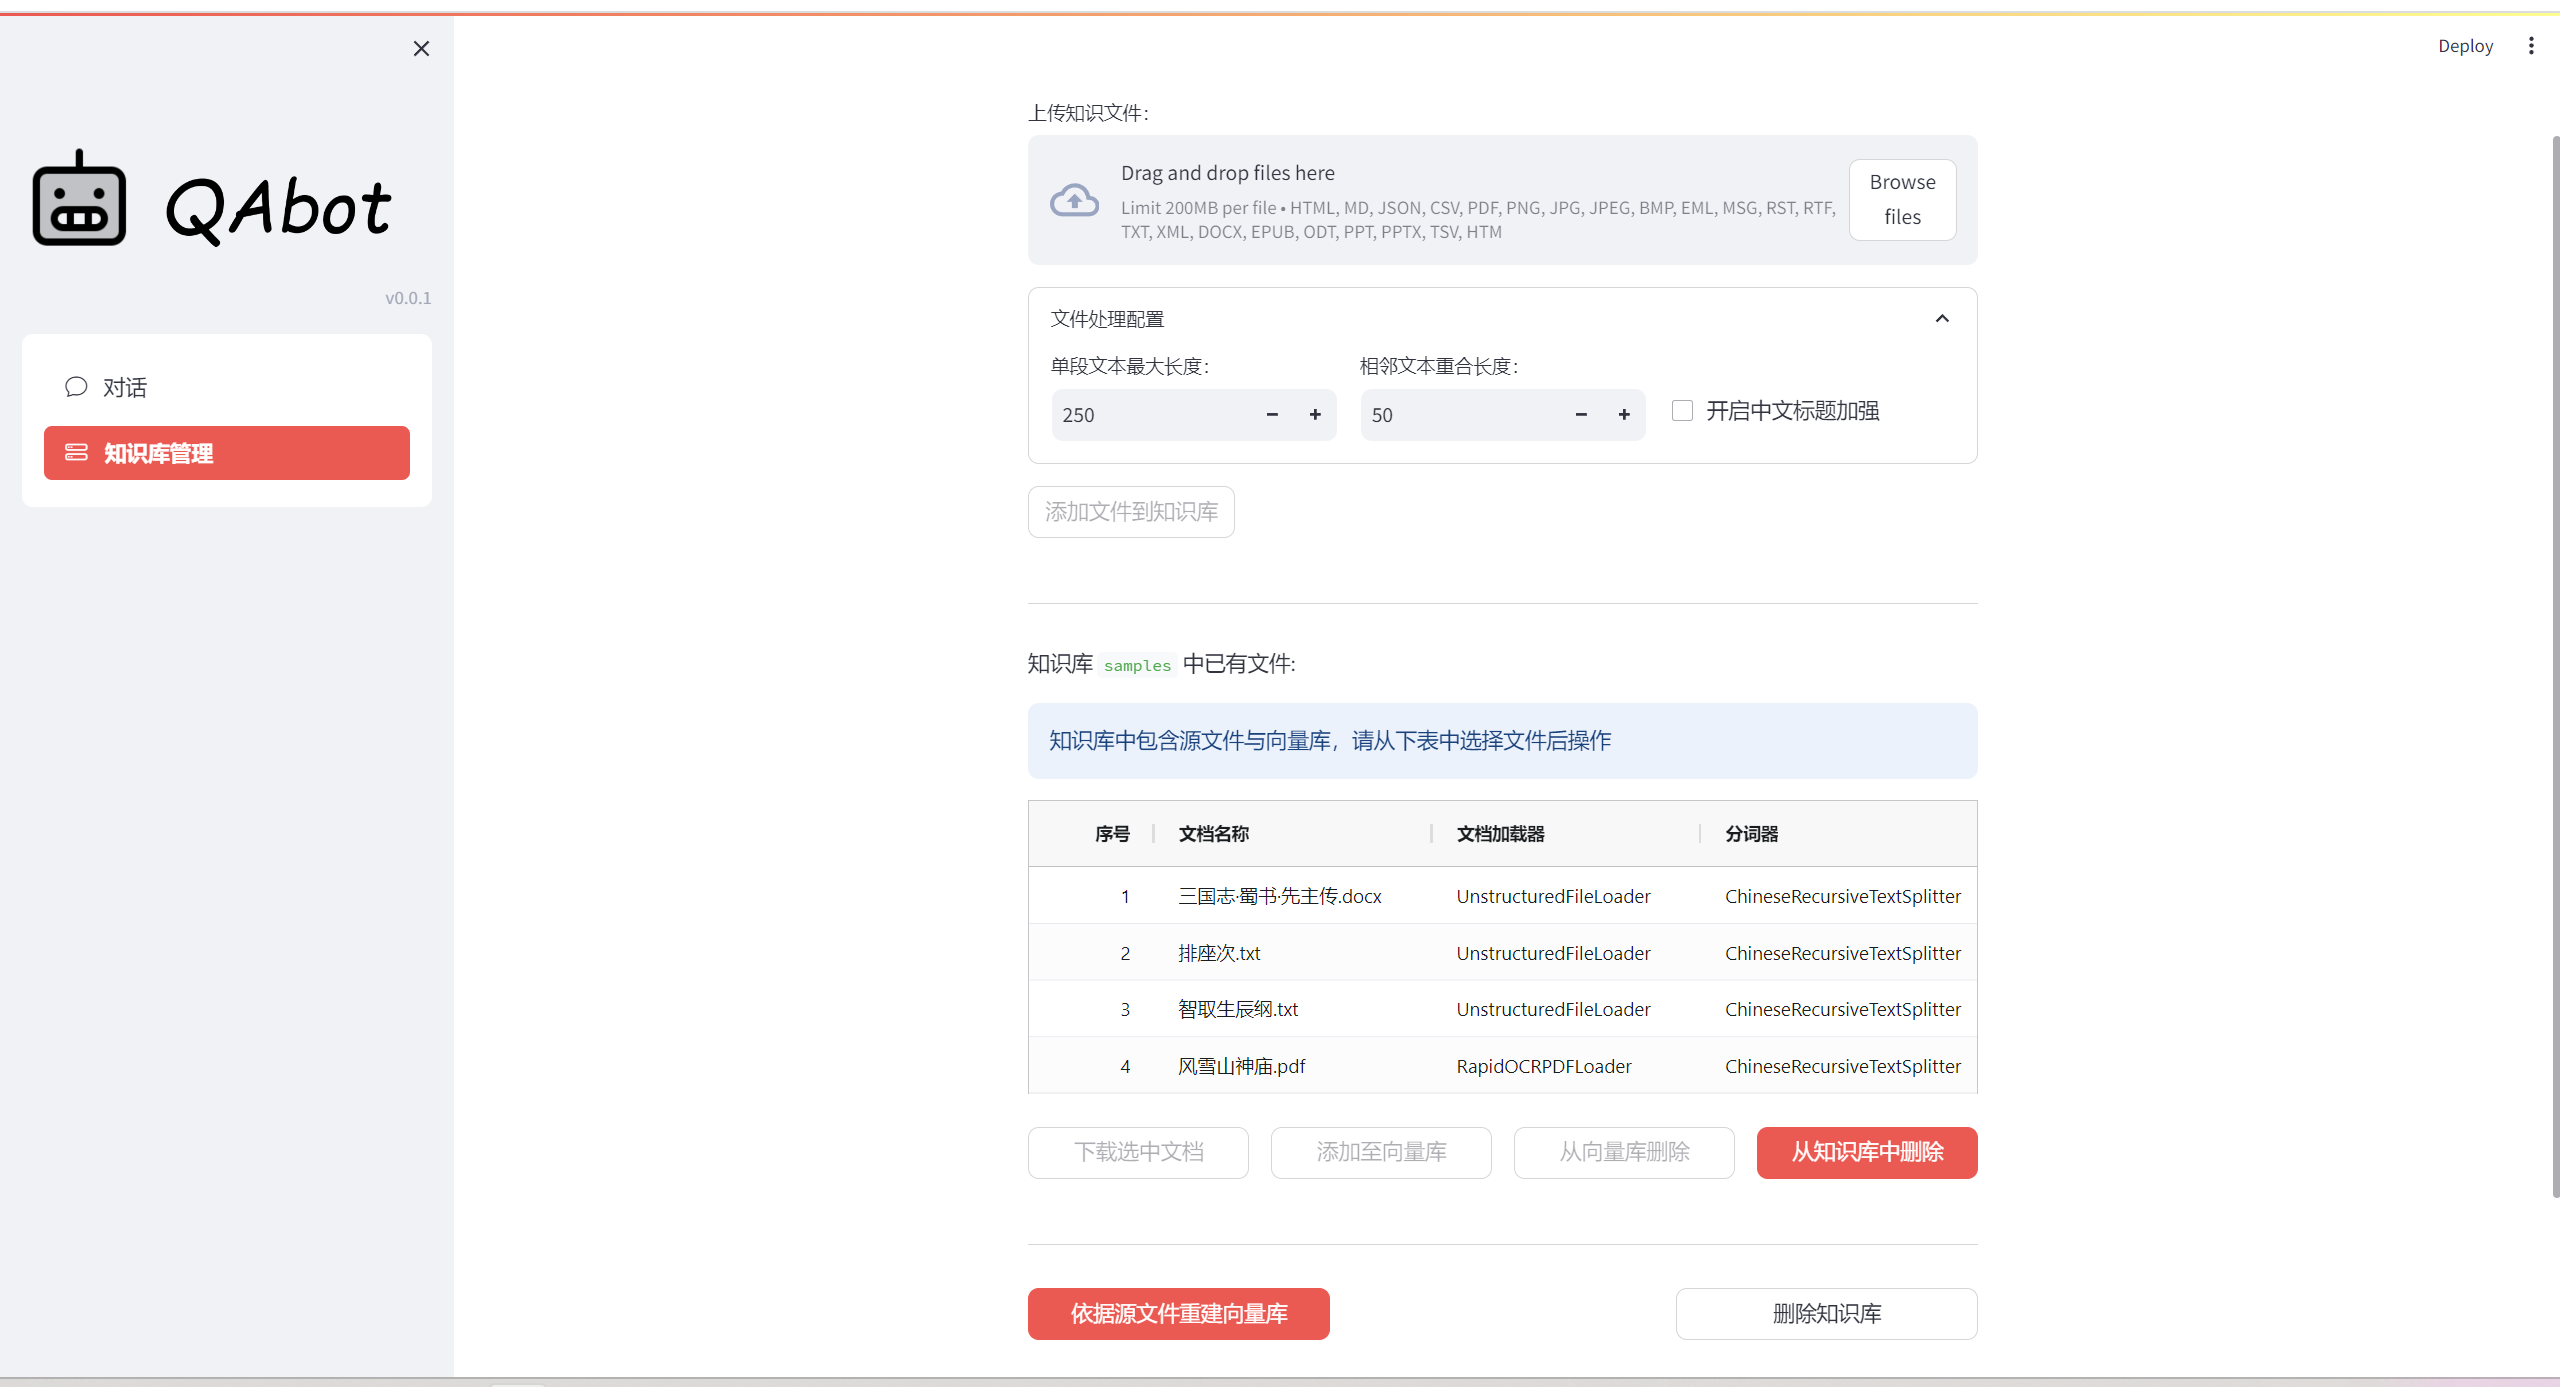 Deploy
QAbot
v0.0.1
对话
知识库管理
上传知识文件：
Drag and drop files here
Limit 200MB per file • HTML, MD, JSON, CSV, PDF, PNG, JPG, JPEG, BMP, EML, MSG, RST, RTF,
TXT, XML, DOCX, EPUB, ODT, PPT, PPTX, TSV, HTM
Browse
files
文件处理配置
单段文本最大长度： 相邻文本重合长度：
250 − + 50 − + 开启中文标题加强
添加文件到知识库
知识库 samples 中已有文件:
知识库中包含源文件与向量库，请从下表中选择文件后操作
序号 文档名称 文档加载器 分词器
1 三国志·蜀书·先主传.docx UnstructuredFileLoader ChineseRecursiveTextSplitter
2 排座次.txt UnstructuredFileLoader ChineseRecursiveTextSplitter
3 智取生辰纲.txt UnstructuredFileLoader ChineseRecursiveTextSplitter
4 风雪山神庙.pdf RapidOCRPDFLoader ChineseRecursiveTextSplitter
下载选中文档 添加至向量库 从向量库删除 从知识库中删除
依据源文件重建向量库 删除知识库